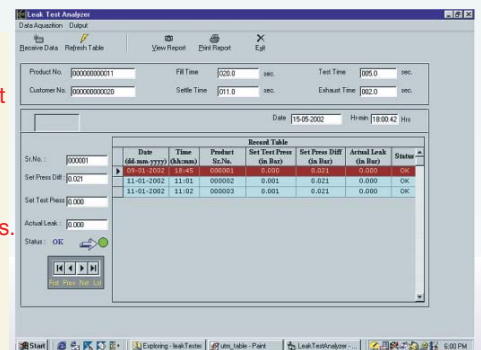 Leak Test Analyzer
Data Aquasition Output
Receive Data Refresh Table View Report Print Report Exit
Product No. 000000000011 Fill Time 020.0 sec. Test Time 005.0 sec.
Customer No. 000000000020 Settle Time 011.0 sec. Exhaust Time 002.0 sec.
Date 15-05-2002 Hr-min 18:00:42 Hrs
Record Table
Date Time Product Set Test Press Set Press Diff Actual Leak Status
(dd-mm-yyyy) (hh:mm) Sr.No. (in Bar) (in Bar) (in Bar)
09-01-2002 18:45 000001 0.000 0.021 0.000 OK
11-01-2002 11:01 000002 0.001 0.021 0.000 OK
11-01-2002 11:02 000003 0.001 0.021 0.000 OK
Sr.No. : 000001
Set Press Diff : 0.021
Set Test Press 0.000
Actual Leak : 0.000
Status : OK
Prev
t
s.
Start Exploring - leakTester utm_table - Paint LeakTestAnalyzer - ... 6:00 PM